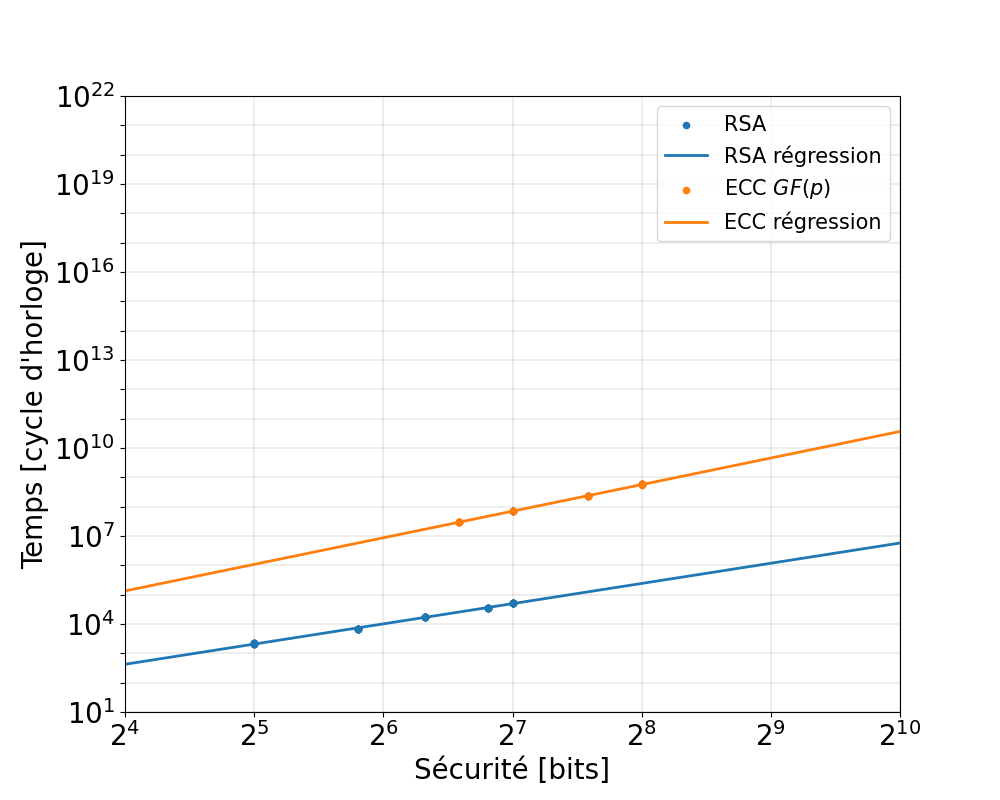 10^22
10^19
10^16
10^13
10^10
10^7
10^4
10^1
Temps [cycle d'horloge]
RSA
RSA régression
ECC GF(p)
ECC régression
2^4 2^5 2^6 2^7 2^8 2^9 2^10
Sécurité [bits]